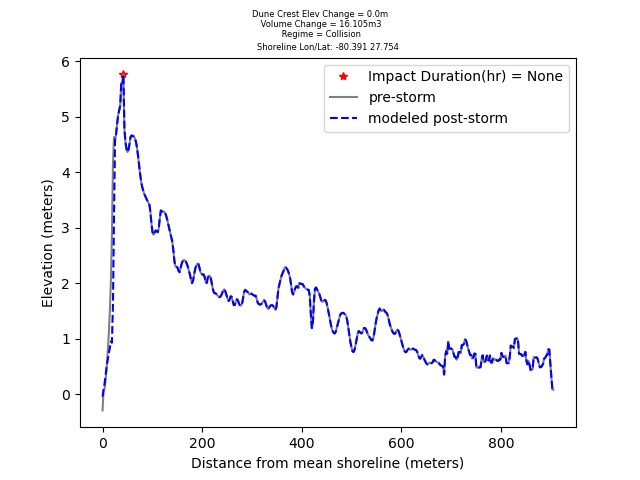 Dune Crest Elev Change = 0.0m
Volume Change = 16.105m3
Regime = Collision
Shoreline Lon/Lat: -80.391 27.754
Impact Duration(hr) = None
pre-storm
modeled post-storm
Elevation (meters)
6
5
4
3
2
1
0
0 200 400 600 800
Distance from mean shoreline (meters)